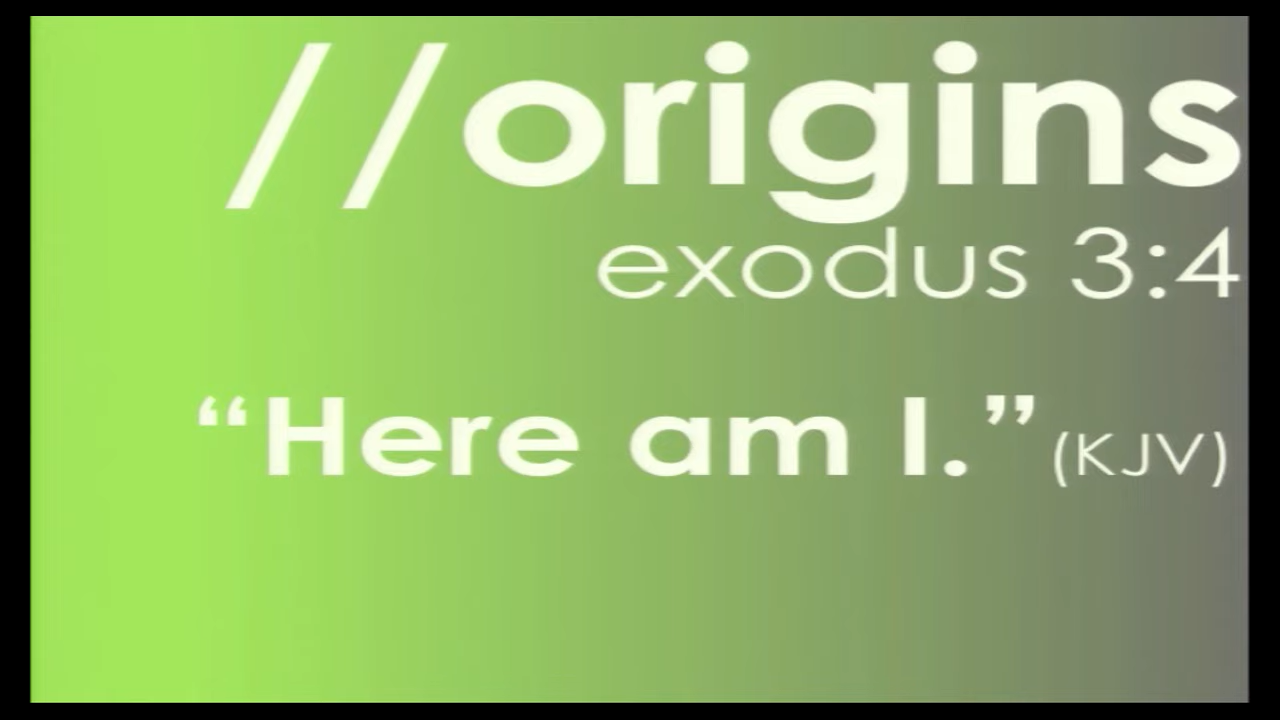 //origins
exodus 3:4
“Here am I.” (KJV)